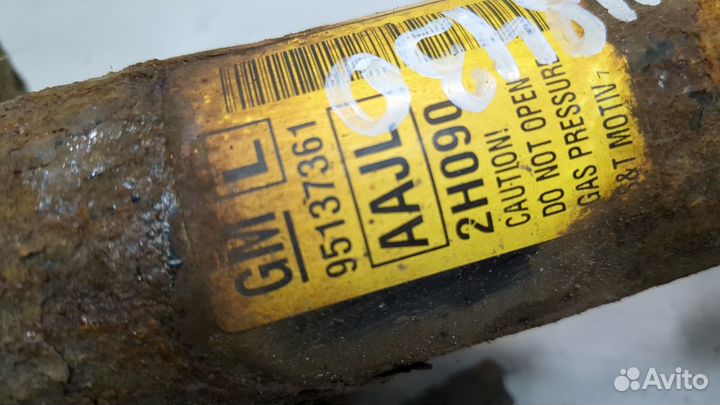 GM L
95137361
AAJL
2H090
CAUTION!
DO NOT OPEN
GAS PRESSURE
S&T MOTIV
Avito